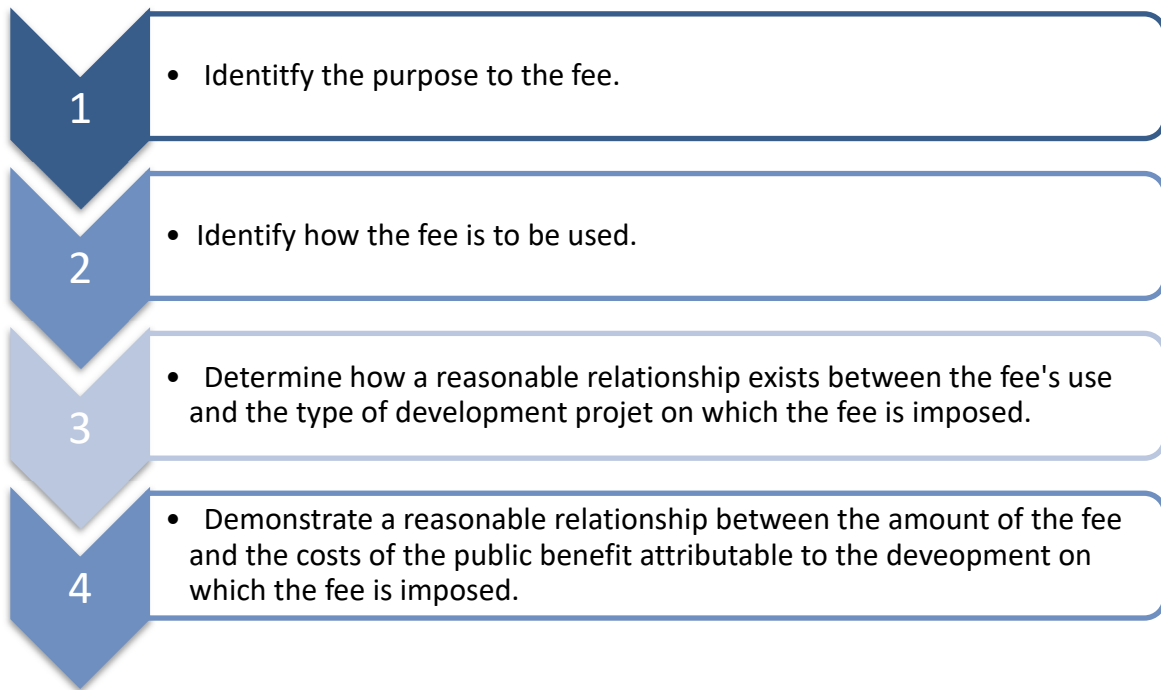 1
• Identitfy the purpose to the fee.
2
• Identify how the fee is to be used.
3
• Determine how a reasonable relationship exists between the fee's use
and the type of development projet on which the fee is imposed.
4
• Demonstrate a reasonable relationship between the amount of the fee
and the costs of the public benefit attributable to the deveopment on
which the fee is imposed.